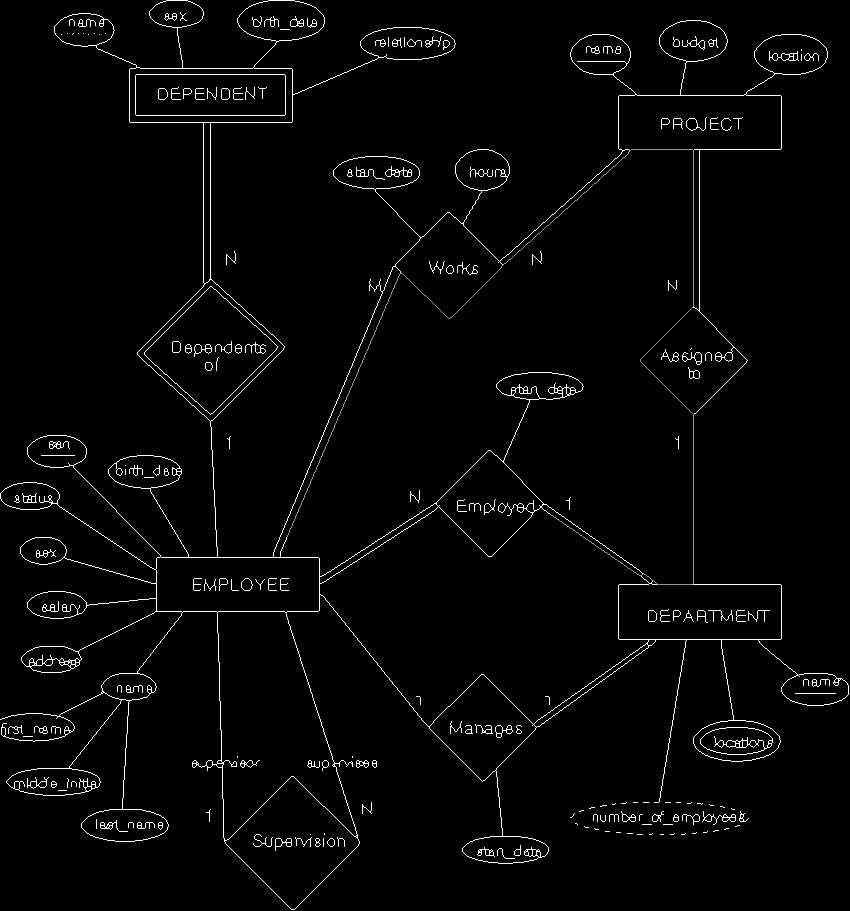 name
sex
birth_date
relationship
DEPENDENT
name
budget
location
PROJECT
start_date
hours
Works
N
M
N
N
Dependents
of
Assigned
to
1
1
start_date
ssn
birth_date
status
sex
salary
address
EMPLOYEE
N
Employed
1
DEPARTMENT
name
first_name
middle_initia
last_name
1
1
Manages
name
locations
number_of_employees
supervisor
supervisee
1
N
Supervision
start_date